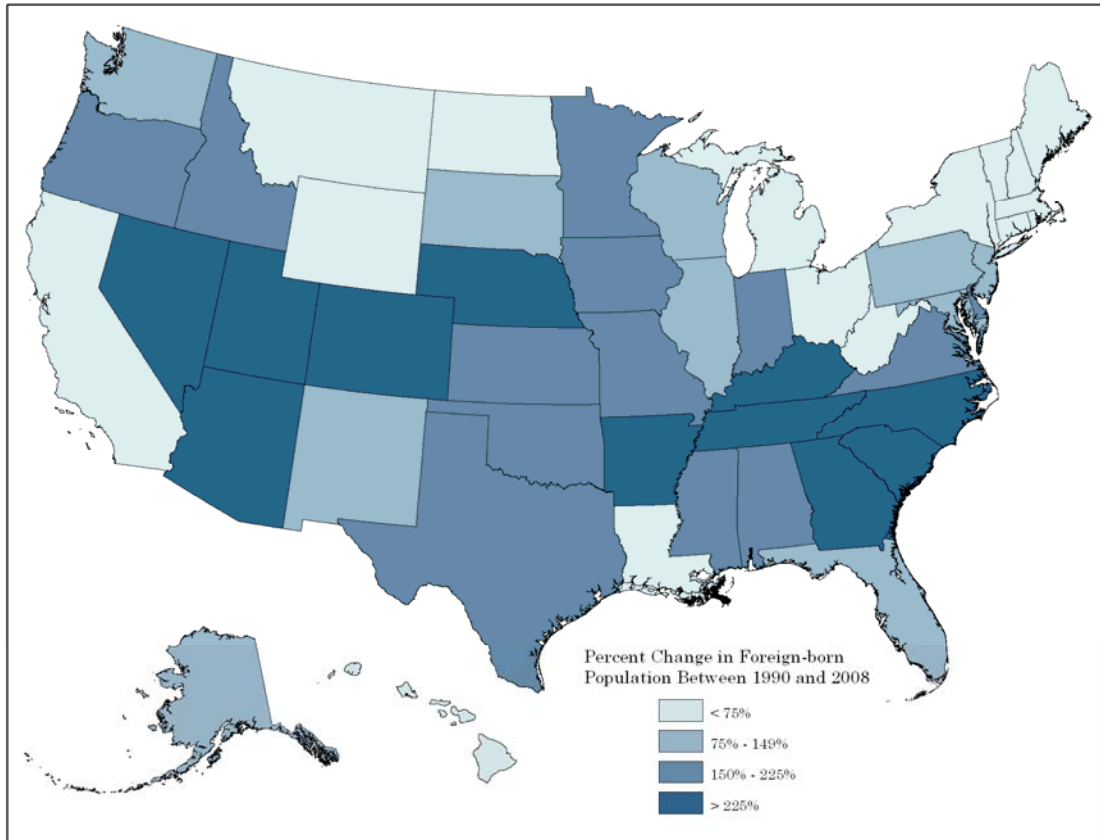 Percent Change in Foreign-born
Population Between 1990 and 2008
< 75%
75% - 149%
150% - 225%
> 225%